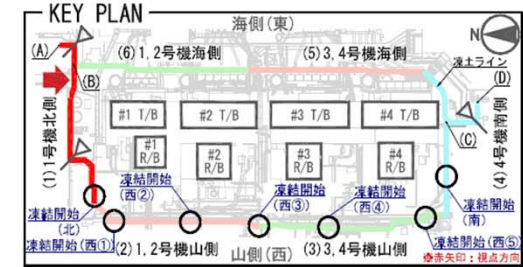 KEY PLAN
海側(東)
N
(A)
(B)
(6)1,2号機海側
(5)3,4号機海側
凍土ライン
(D)
(C)
(1)1号機北側
(4)4号機南側
#1 T/B
#2 T/B
#3 T/B
#4 T/B
#1
R/B
#2
R/B
#3
R/B
#4
R/B
凍結開始
(西②)
凍結開始
(西③)
凍結開始
(西④)
凍結開始
(南)
凍結開始
(北)
凍結開始(西①)
(2)1,2号機山側
山側(西)
(3)3,4号機山側
凍結開始(西⑤)
※赤矢印:視点方向